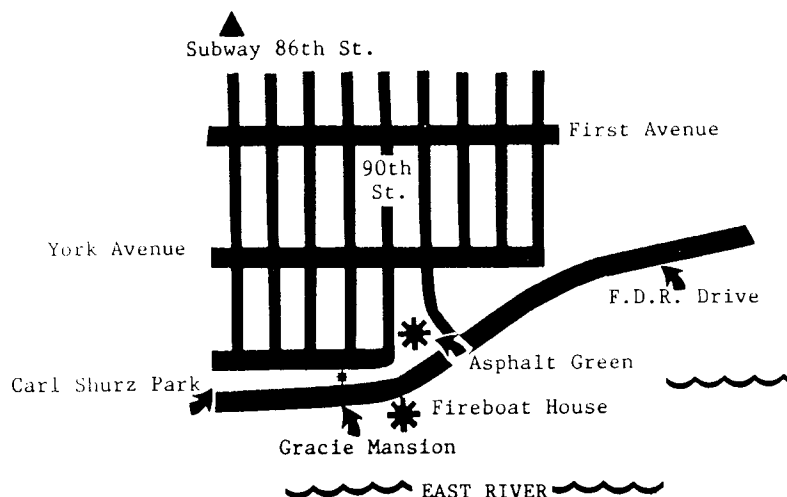 Subway 86th St.
First Avenue
90th
St.
York Avenue
F.D.R. Drive
Asphalt Green
Carl Shurz Park
Fireboat House
Gracie Mansion
EAST RIVER